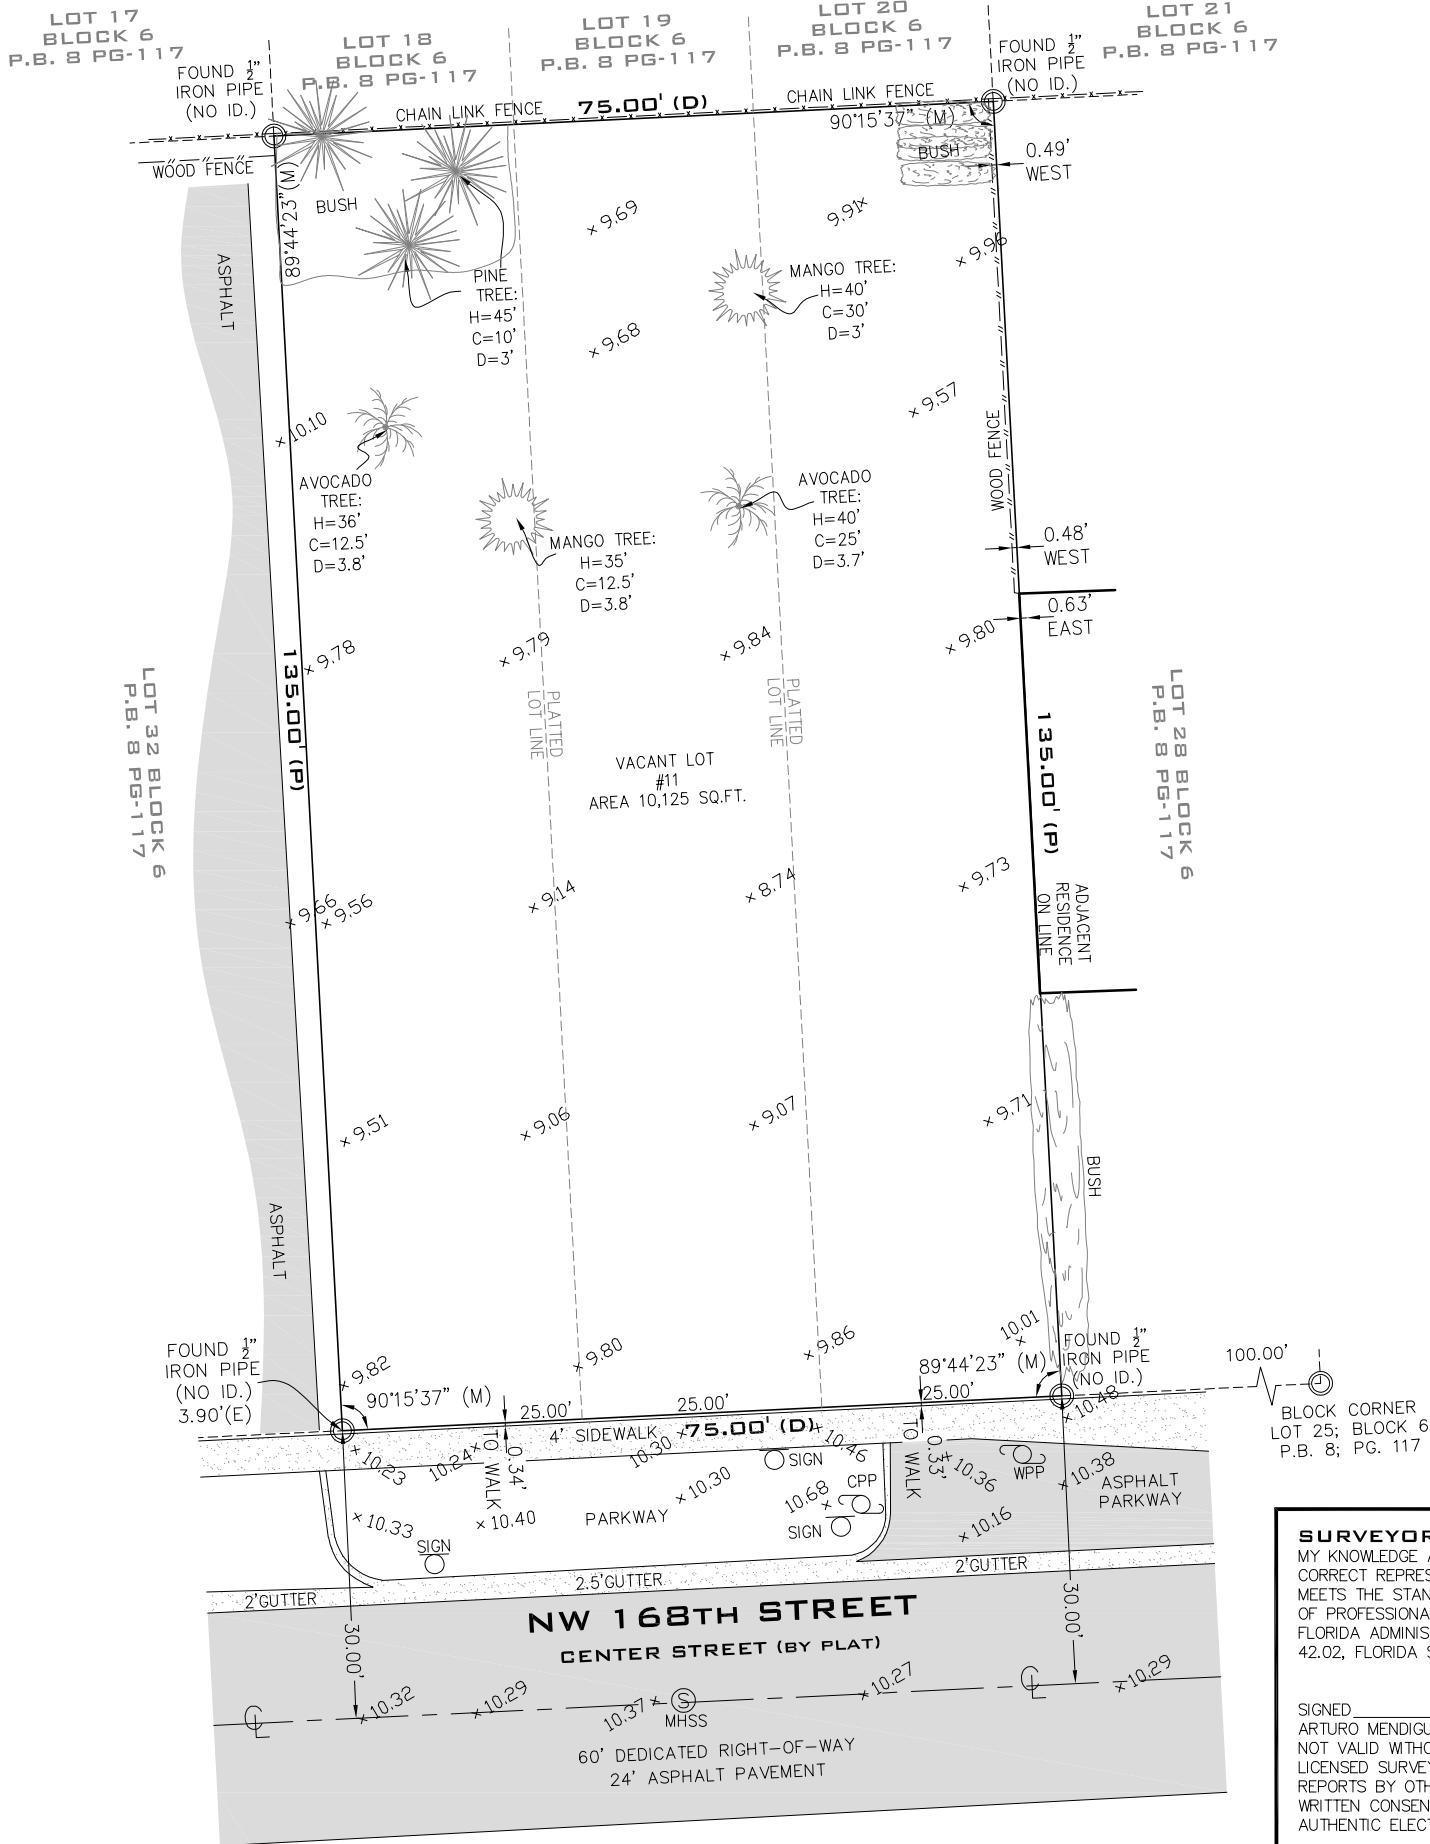 LOT 17
BLOCK 6
P.B. 8 PG-117
LOT 18
BLOCK 6
P.B. 8 PG-117
LOT 19
BLOCK 6
P.B. 8 PG-117
LOT 20
BLOCK 6
P.B. 8 PG-117
LOT 21
BLOCK 6
P.B. 8 PG-117
FOUND ½"
IRON PIPE
(NO ID.)
CHAIN LINK FENCE
75.00' (D)
CHAIN LINK FENCE
FOUND ½"
IRON PIPE
(NO ID.)
90°15'37" (M)
WOOD FENCE
89°44'23"(M)
BUSH
BUSH
0.49'
WEST
9.69
9.91
9.96
ASPHALT
PINE
TREE:
H=45'
C=10'
D=3'
MANGO TREE:
H=40'
C=30'
D=3'
9.68
9.57
10.10
WOOD FENCE
AVOCADO
TREE:
H=36'
C=12.5'
D=3.8'
MANGO TREE:
H=35'
C=12.5'
D=3.8'
AVOCADO
TREE:
H=40'
C=25'
D=3.7'
0.48'
WEST
0.63'
EAST
9.78
9.79
9.84
9.80
135.00' (P)
PLATTED
LOT LINE
PLATTED
LOT LINE
135.00' (P)
LOT 32 BLOCK 6
P.B. 8 PG-117
LOT 28 BLOCK 6
P.B. 8 PG-117
VACANT LOT
#11
AREA 10,125 SQ.FT.
9.66
9.56
9.14
8.74
9.73
ADJACENT
RESIDENCE
ON LINE
9.51
9.06
9.07
9.71
BUSH
ASPHALT
FOUND ½"
IRON PIPE
(NO ID.)
3.90'(E)
9.82
9.80
9.86
10.01
FOUND ½"
IRON PIPE
(NO ID.)
90°15'37" (M)
89°44'23" (M)
25.00'
25.00'
25.00'
100.00'
BLOCK CORNER
LOT 25; BLOCK 6
P.B. 8; PG. 117
4' SIDEWALK
75.00' (D)
10.48
10.23
10.24
0.34'
TO WALK
10.30
10.46
0.33'
TO WALK
10.36
WPP
10.38
SIGN
10.30
CPP
10.68
ASPHALT
PARKWAY
10.33
10.40
PARKWAY
SIGN
10.16
SIGN
2'GUTTER
2.5'GUTTER
2'GUTTER
NW 168TH STREET
CENTER STREET (BY PLAT)
30.00'
30.00'
CL
10.32
10.29
10.37
S
MHSS
10.27
CL
10.29
60' DEDICATED RIGHT-OF-WAY
24' ASPHALT PAVEMENT
SURVEYOR
MY KNOWLEDGE
CORRECT REPRES
MEETS THE STAN
OF PROFESSIONA
FLORIDA ADMINIS
42.02, FLORIDA S
SIGNED
ARTURO MENDIGU
NOT VALID WITHO
LICENSED SURVEY
REPORTS BY OTH
WRITTEN CONSEN
AUTHENTIC ELECT